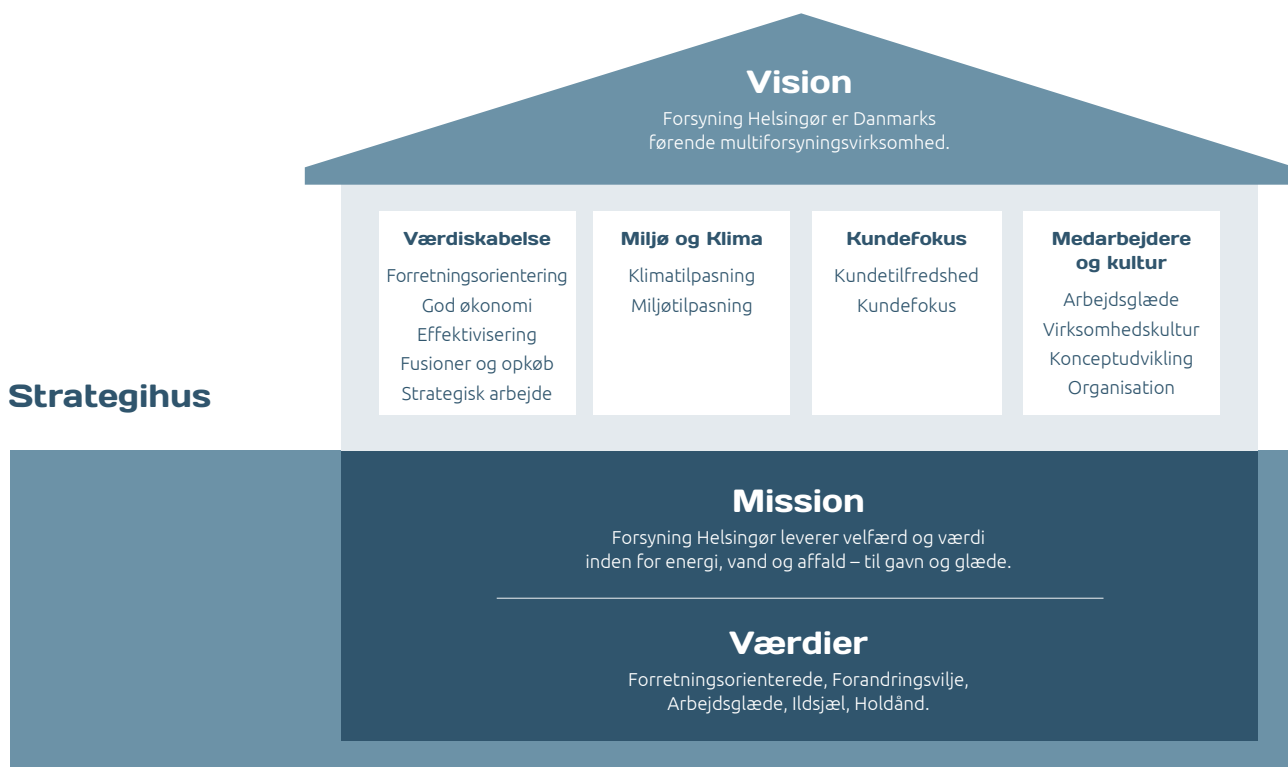 Vision
Forsyning Helsingør er Danmarks
førende multiforsyningsvirksomhed.
Værdiskabelse
Forretningsorientering
God økonomi
Effektivisering
Fusioner og opkøb
Strategisk arbejde
Miljø og Klima
Klimatilpasning
Miljøtilpasning
Kundefokus
Kundetilfredshed
Kundefokus
Medarbejdere
og kultur
Arbejdsglæde
Virksomhedskultur
Konceptudvikling
Organisation
Strategihus
Mission
Forsyning Helsingør leverer velfærd og værdi
inden for energi, vand og affald – til gavn og glæde.
Værdier
Forretningsorienterede, Forandringsvilje,
Arbejdsglæde, Ildsjæl, Holdånd.